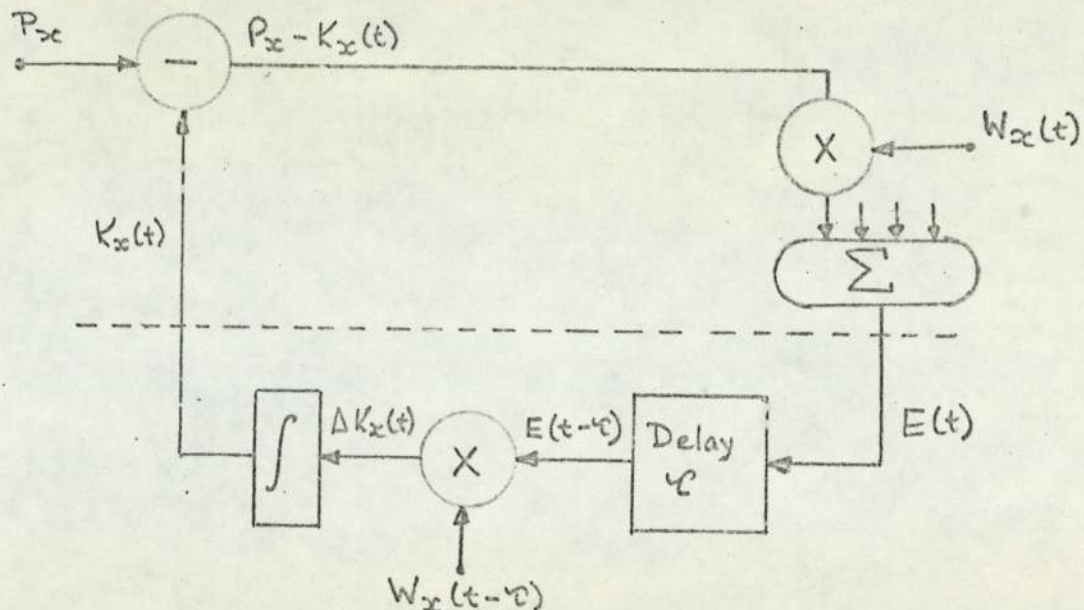 Px
−
Px − Kx(t)
X
Wx(t)
Kx(t)
Σ
∫
ΔKx(t)
X
E(t-τ)
Delay
τ
E(t)
Wx(t-τ)